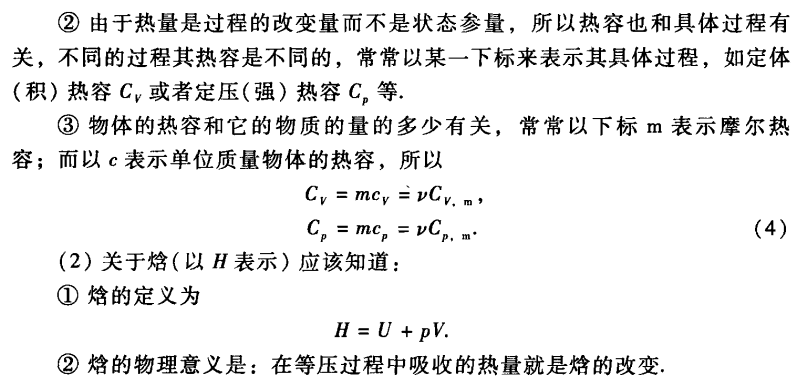 ② 由于热量是过程的改变量而不是状态参量，所以热容也和具体过程有
关，不同的过程其热容是不同的，常常以某一下标来表示其具体过程，如定体
(积) 热容 C_V 或者定压(强) 热容 C_p 等.
③ 物体的热容和它的物质的量的多少有关，常常以下标 m 表示摩尔热
容；而以 c 表示单位质量物体的热容，所以
C_V = mc_V = νC_{V, m},
C_p = mc_p = νC_{p, m}. (4)
(2) 关于焓(以 H 表示) 应该知道：
① 焓的定义为
H = U + pV.
② 焓的物理意义是：在等压过程中吸收的热量就是焓的改变.